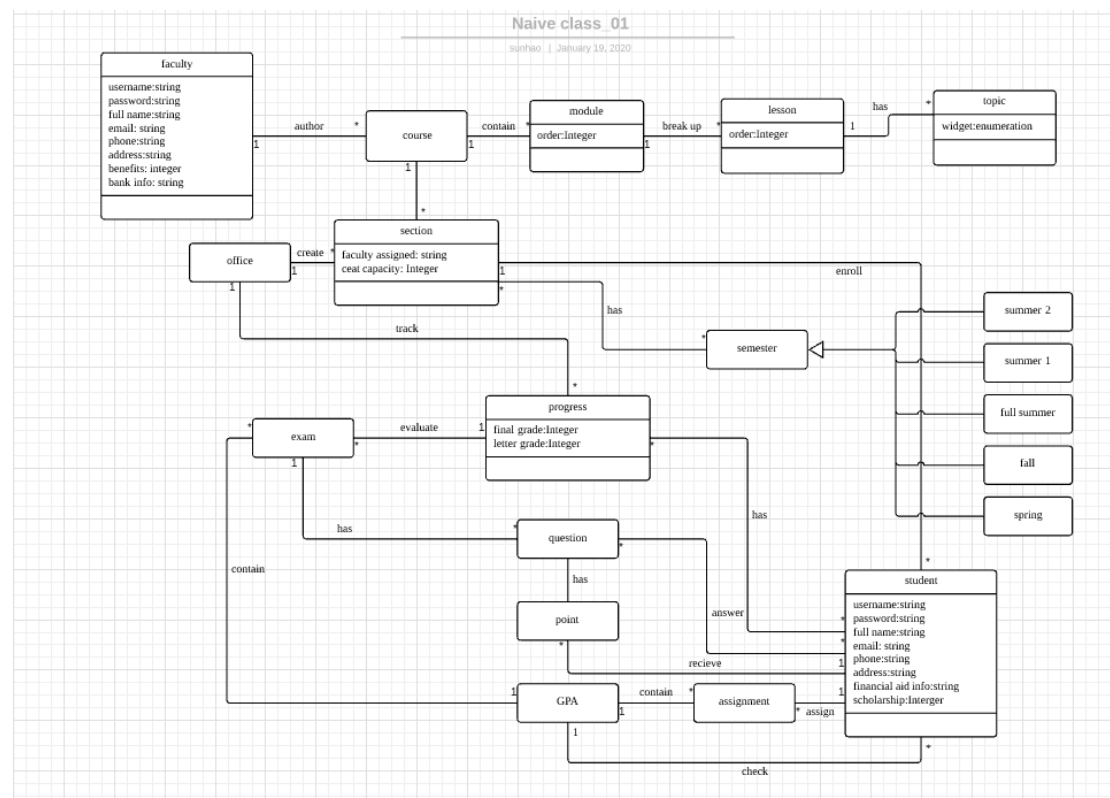 Naive class_01
sunhao | January 19, 2020
faculty
username:string
password:string
full name:string
email: string
phone:string
address:string
benefits: integer
bank info: string
author
1
*
course
contain
1
*
module
order:Integer
break up
1
*
lesson
order:Integer
has
1
*
topic
widget:enumeration
1
*
section
faculty assigned: string
ceat capacity: Integer
office
create
1
*
1
1
*
enroll
has
*
semester
summer 2
summer 1
full summer
fall
spring
track
*
progress
final grade:Integer
letter grade:Integer
exam
*
evaluate
*
1
1
*
has
has
*
question
*
has
contain
answer
point
*
recieve
*
student
username:string
password:string
full name:string
email: string
phone:string
address:string
financial aid info:string
scholarship:Interger
*
*
1
1
GPA
1
1
contain
*
assignment
*
assign
1
*
check